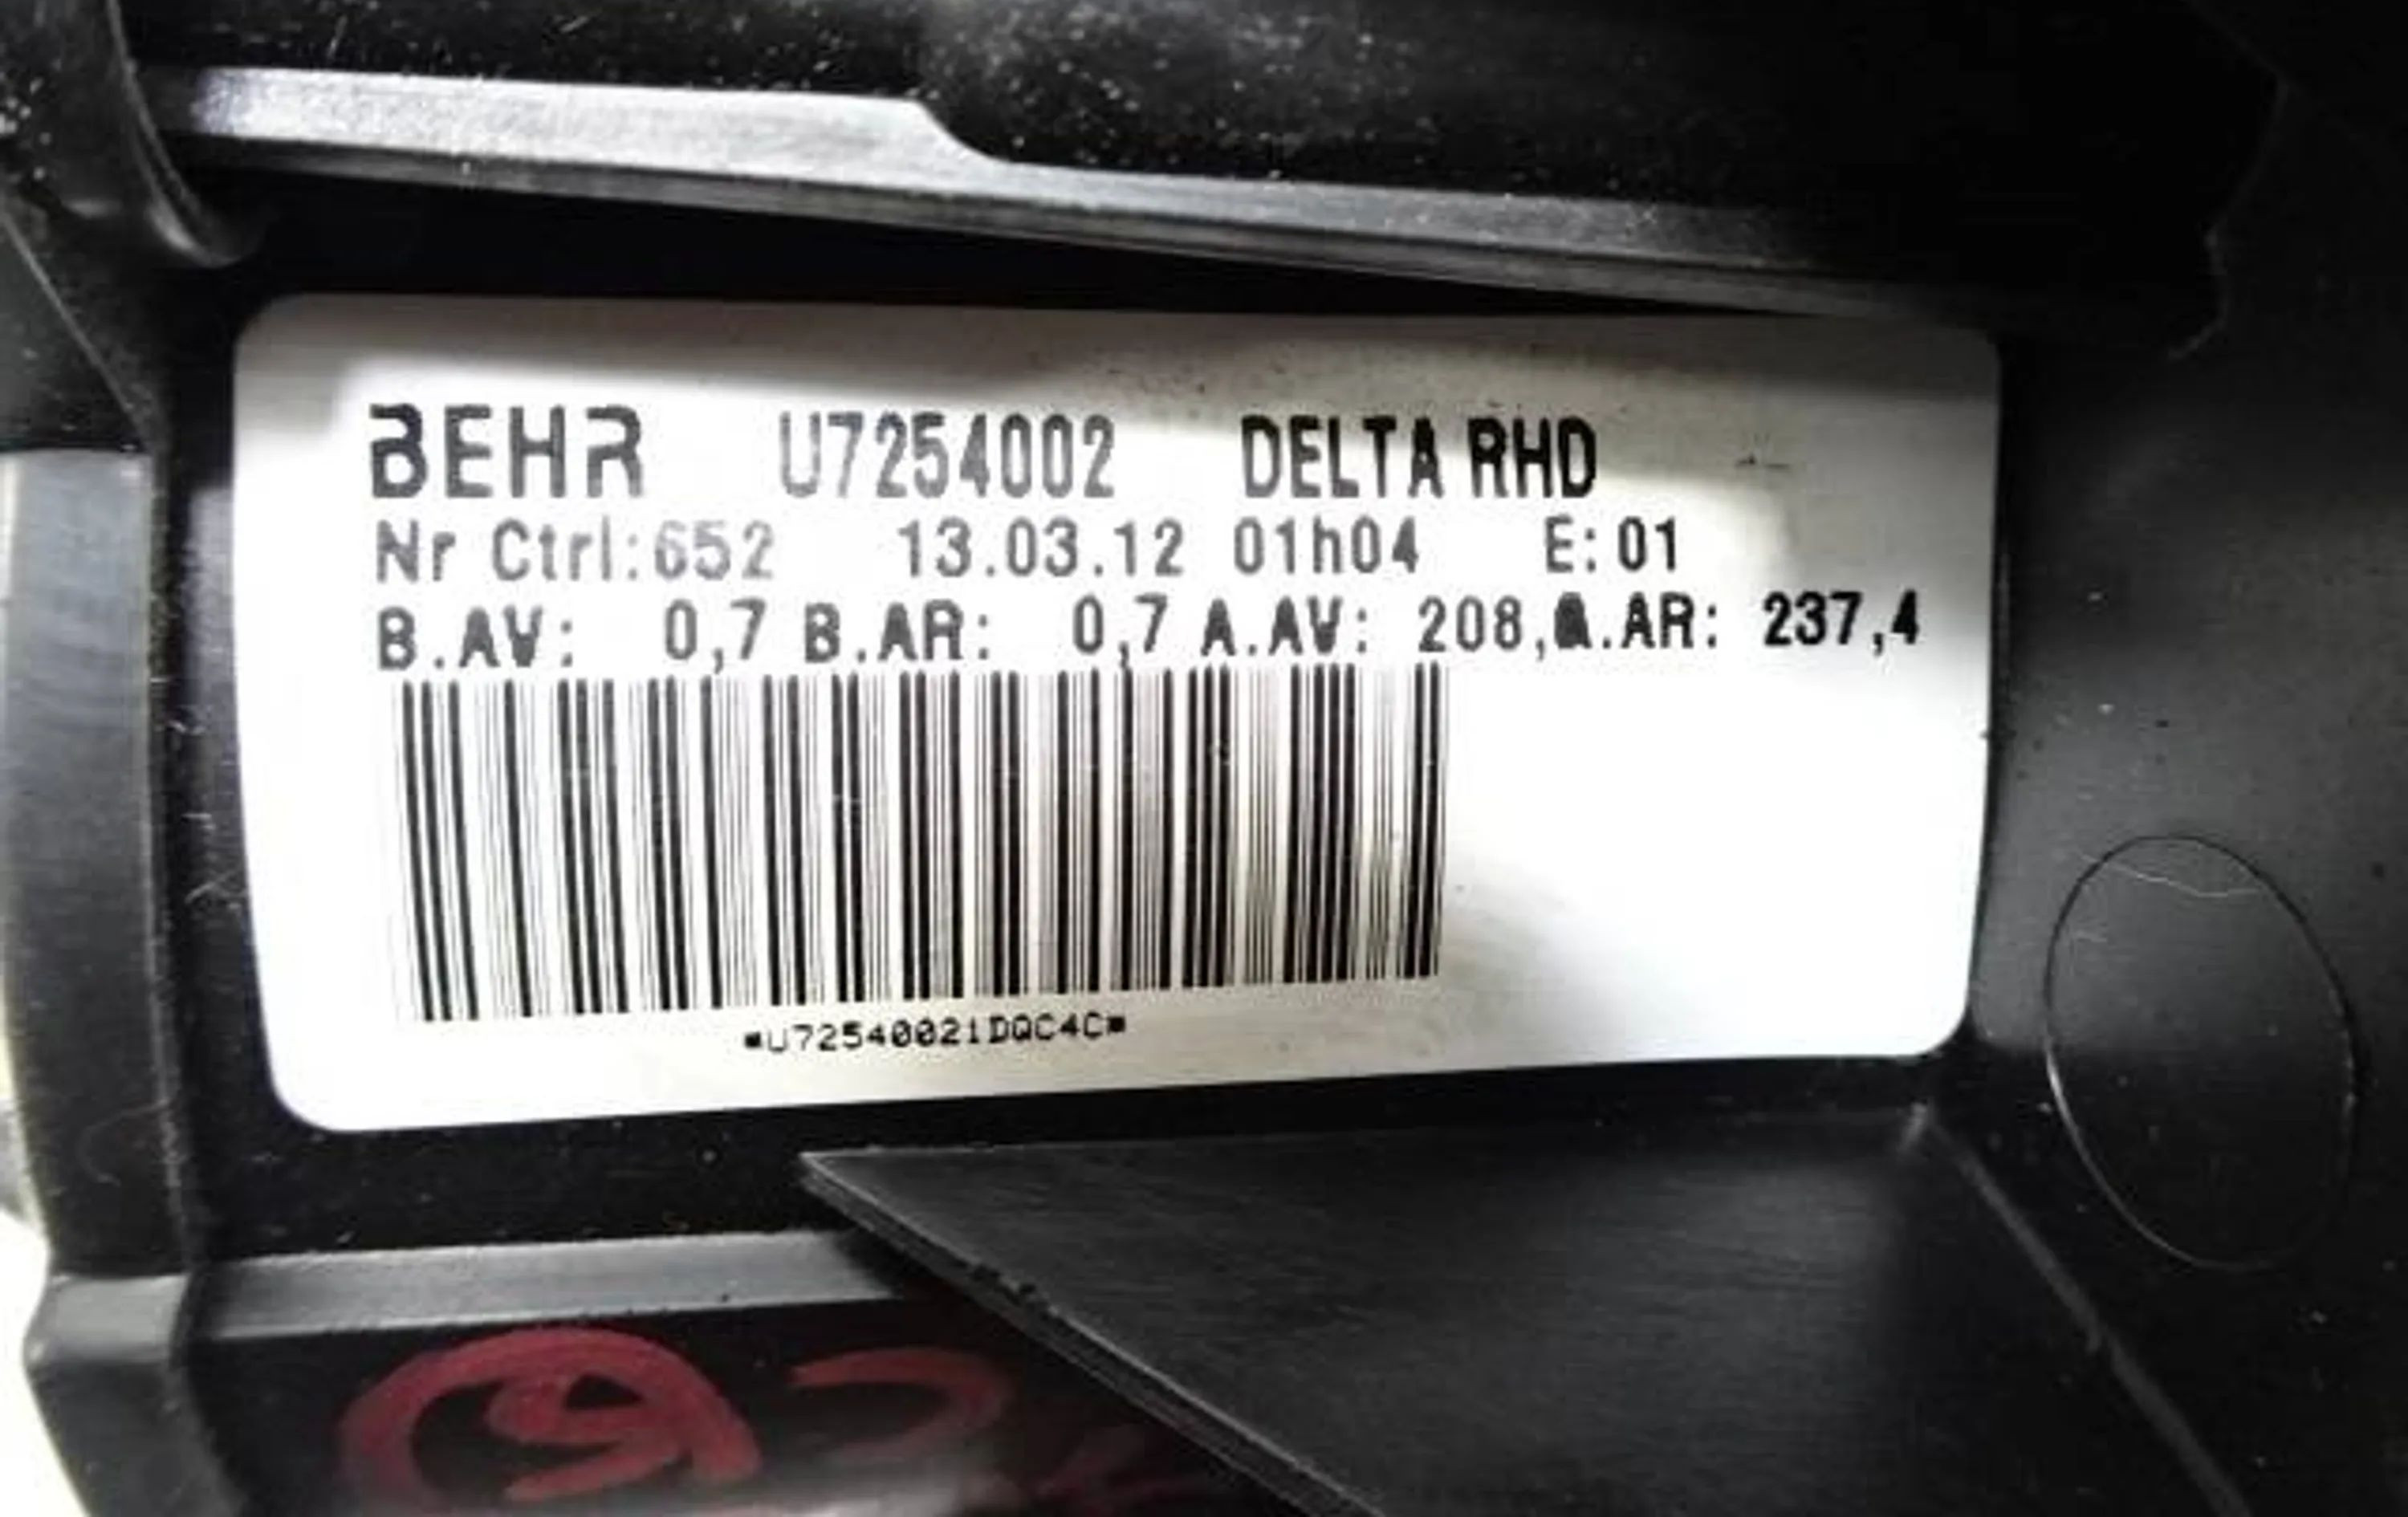 BEHR U7254002 DELTA RHD
Nr Ctrl:652 13.03.12 01h04 E:01
B.AV: 0,7 B.AR: 0,7 A.AV: 208, A.AR: 237,4
*U72540021DQC4C*